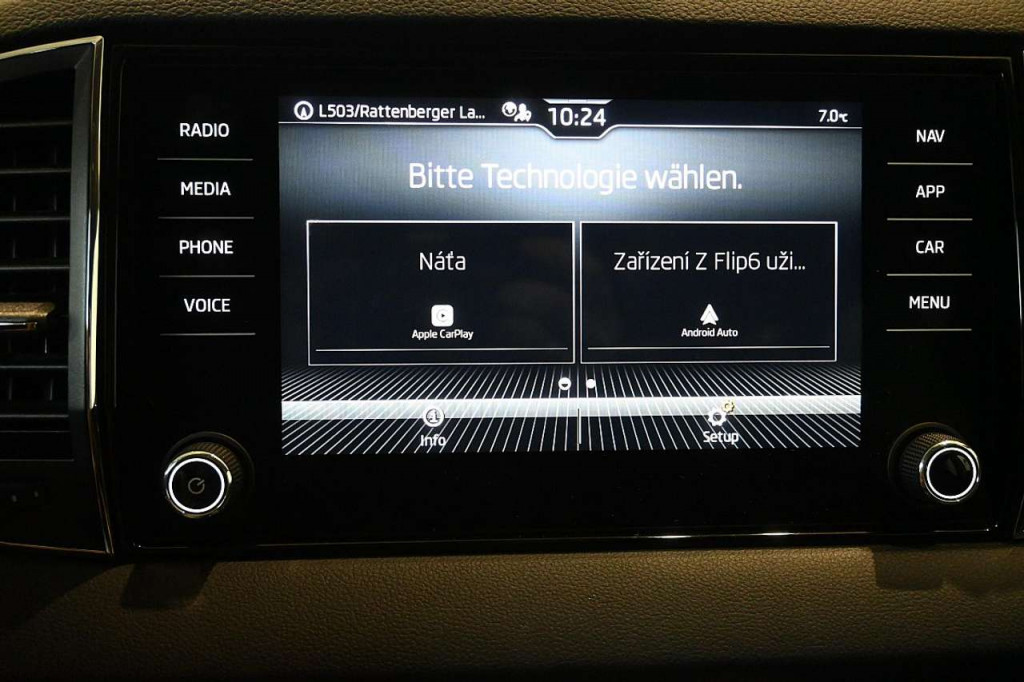 L503/Rattenberger La...
10:24
7.0°C
RADIO
MEDIA
PHONE
VOICE
Bitte Technologie wählen.
Náťa
Apple CarPlay
Zařízení Z Flip6 uži...
Android Auto
Info
Setup
NAV
APP
CAR
MENU